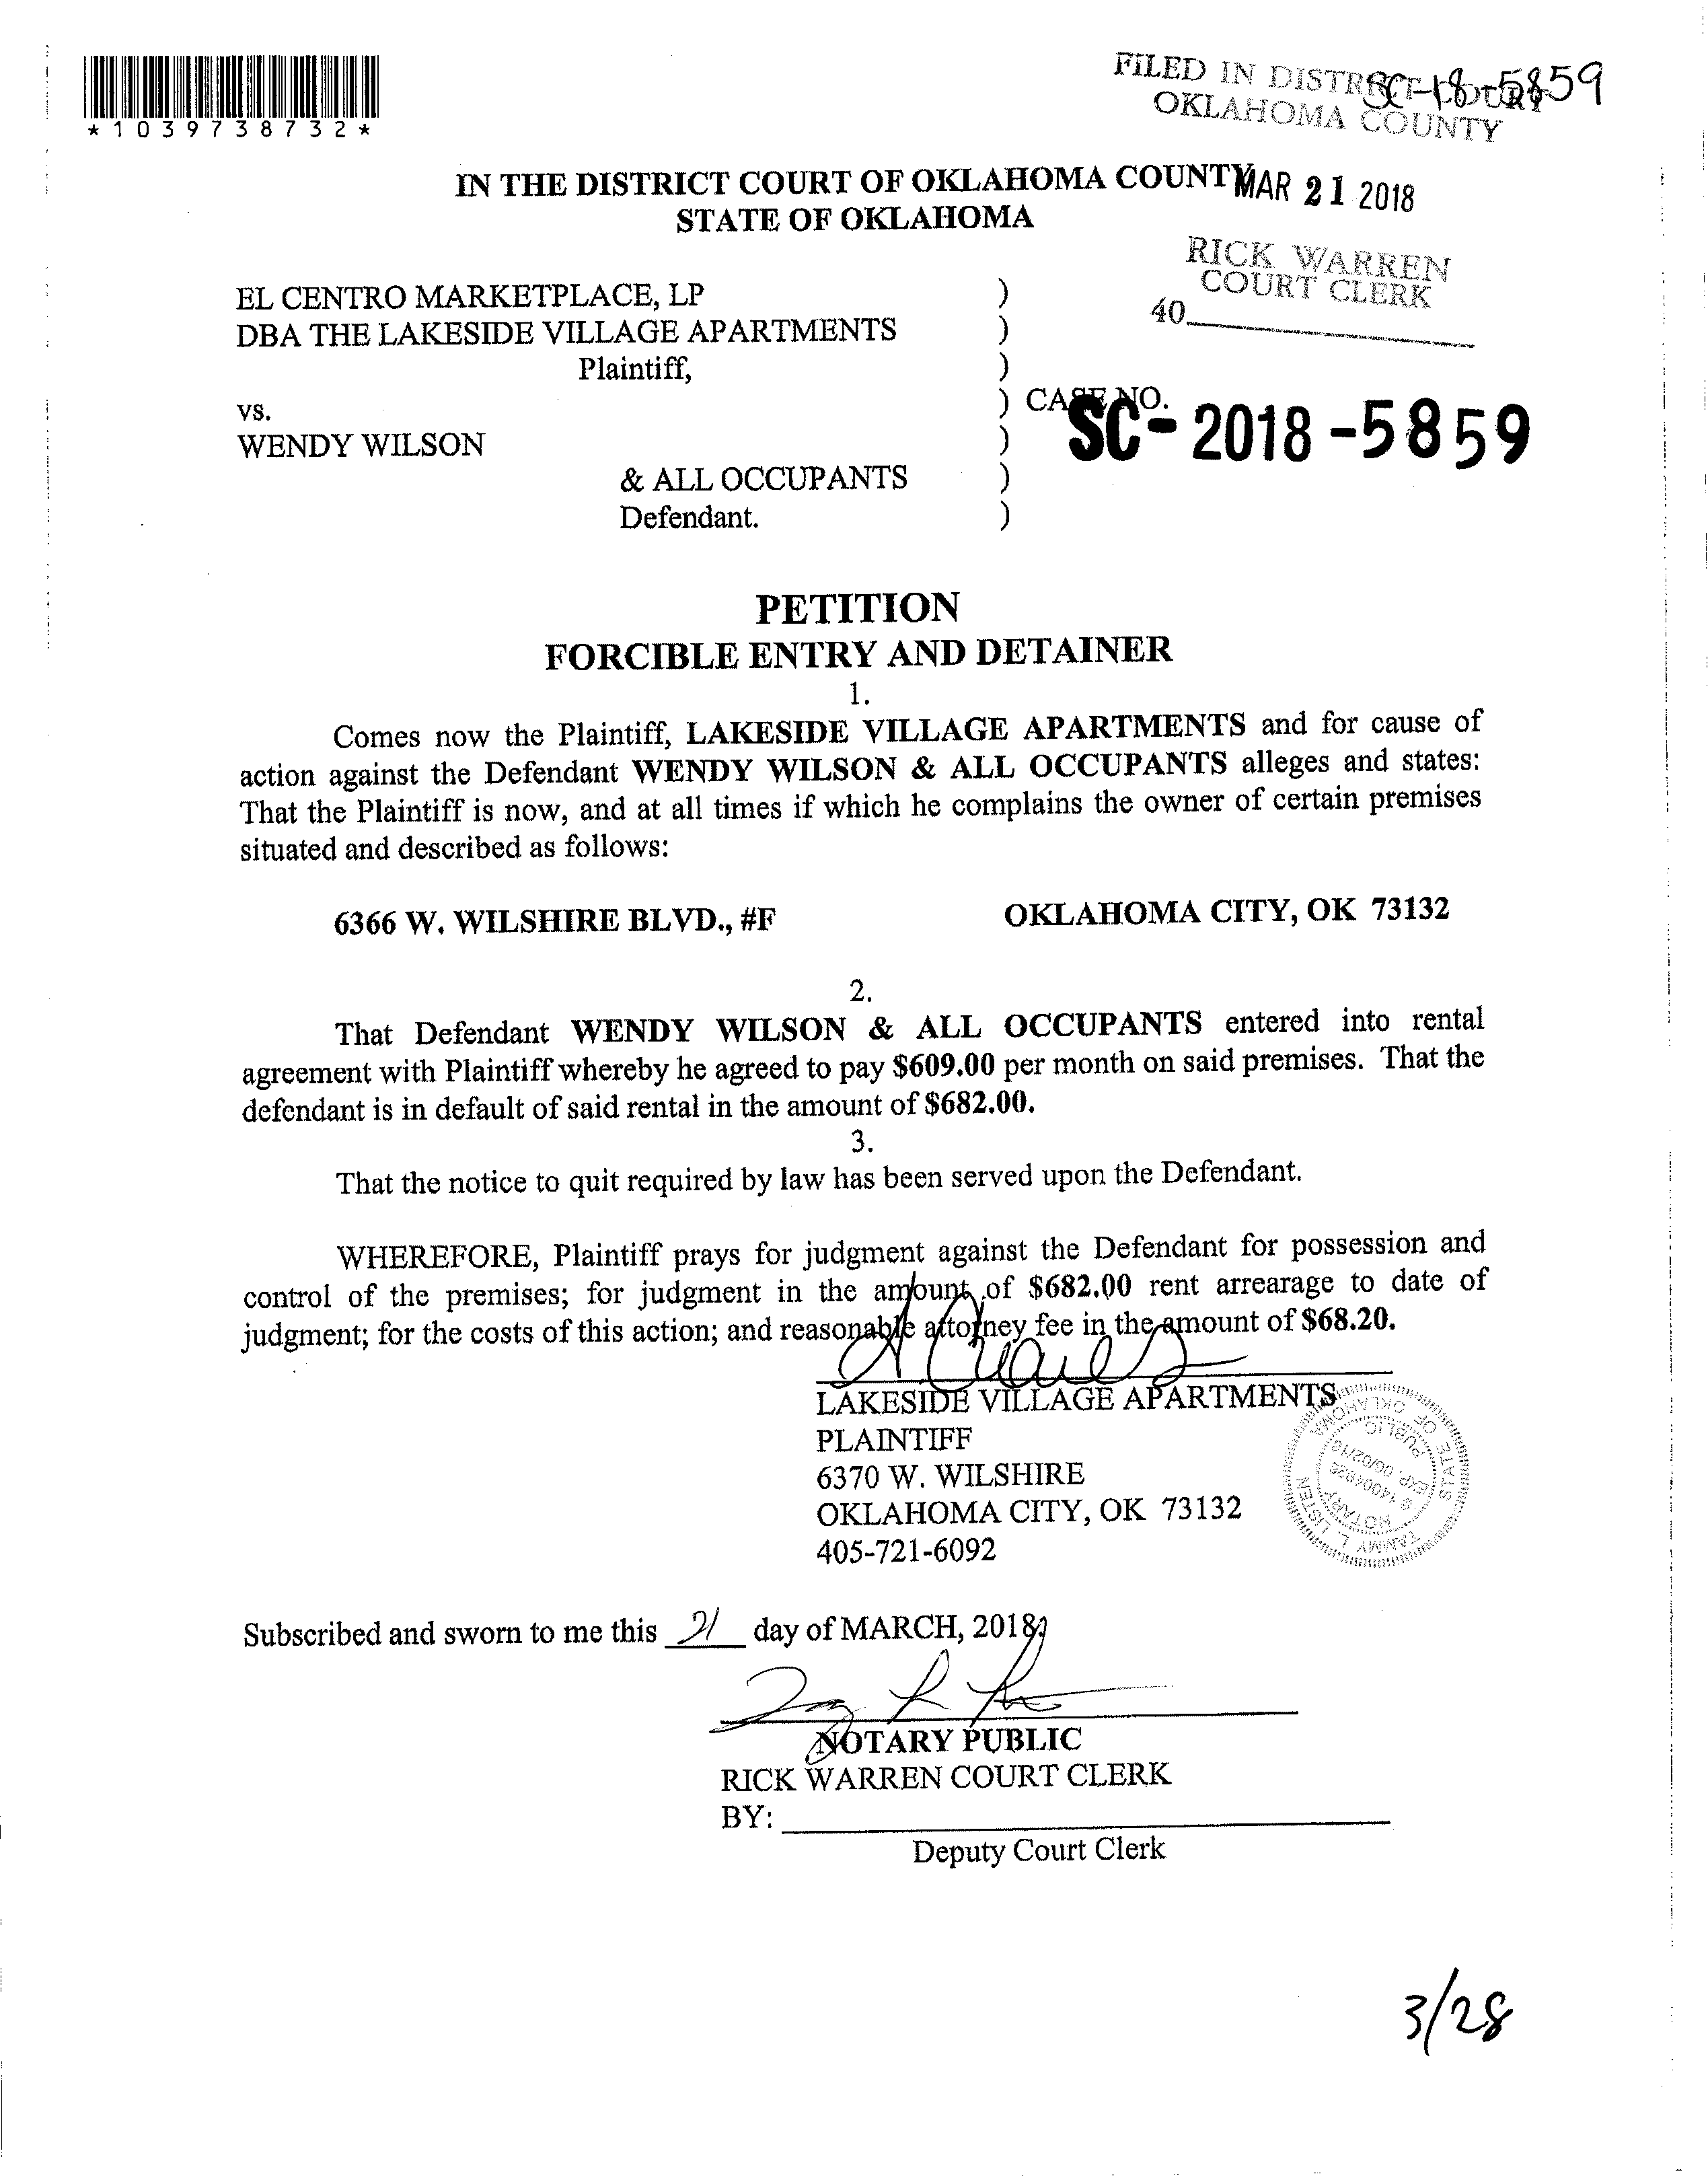 *1039738732*
FILED IN DISTRICT COURT
SC-18-5859
OKLAHOMA COUNTY
IN THE DISTRICT COURT OF OKLAHOMA COUNTY
MAR 21 2018
STATE OF OKLAHOMA
RICK WARREN
COURT CLERK
40
EL CENTRO MARKETPLACE, LP )
DBA THE LAKESIDE VILLAGE APARTMENTS )
Plaintiff, )
vs. ) CASE NO.
SC-2018-5859
WENDY WILSON )
& ALL OCCUPANTS )
Defendant. )
PETITION
FORCIBLE ENTRY AND DETAINER
1.
Comes now the Plaintiff, LAKESIDE VILLAGE APARTMENTS and for cause of
action against the Defendant WENDY WILSON & ALL OCCUPANTS alleges and states:
That the Plaintiff is now, and at all times if which he complains the owner of certain premises
situated and described as follows:
6366 W. WILSHIRE BLVD., #F OKLAHOMA CITY, OK 73132
2.
That Defendant WENDY WILSON & ALL OCCUPANTS entered into rental
agreement with Plaintiff whereby he agreed to pay $609.00 per month on said premises. That the
defendant is in default of said rental in the amount of $682.00.
3.
That the notice to quit required by law has been served upon the Defendant.
WHEREFORE, Plaintiff prays for judgment against the Defendant for possession and
control of the premises; for judgment in the amount of $682.00 rent arrearage to date of
judgment; for the costs of this action; and reasonable attorney fee in the amount of $68.20.
LAKESIDE VILLAGE APARTMENTS
PLAINTIFF
6370 W. WILSHIRE
OKLAHOMA CITY, OK 73132
405-721-6092
TAMMY L. LISTEN
STATE OF OKLAHOMA
NOTARY
PUBLIC
EXP.
Subscribed and sworn to me this 21 day of MARCH, 2018
NOTARY PUBLIC
RICK WARREN COURT CLERK
BY:
Deputy Court Clerk
3/28